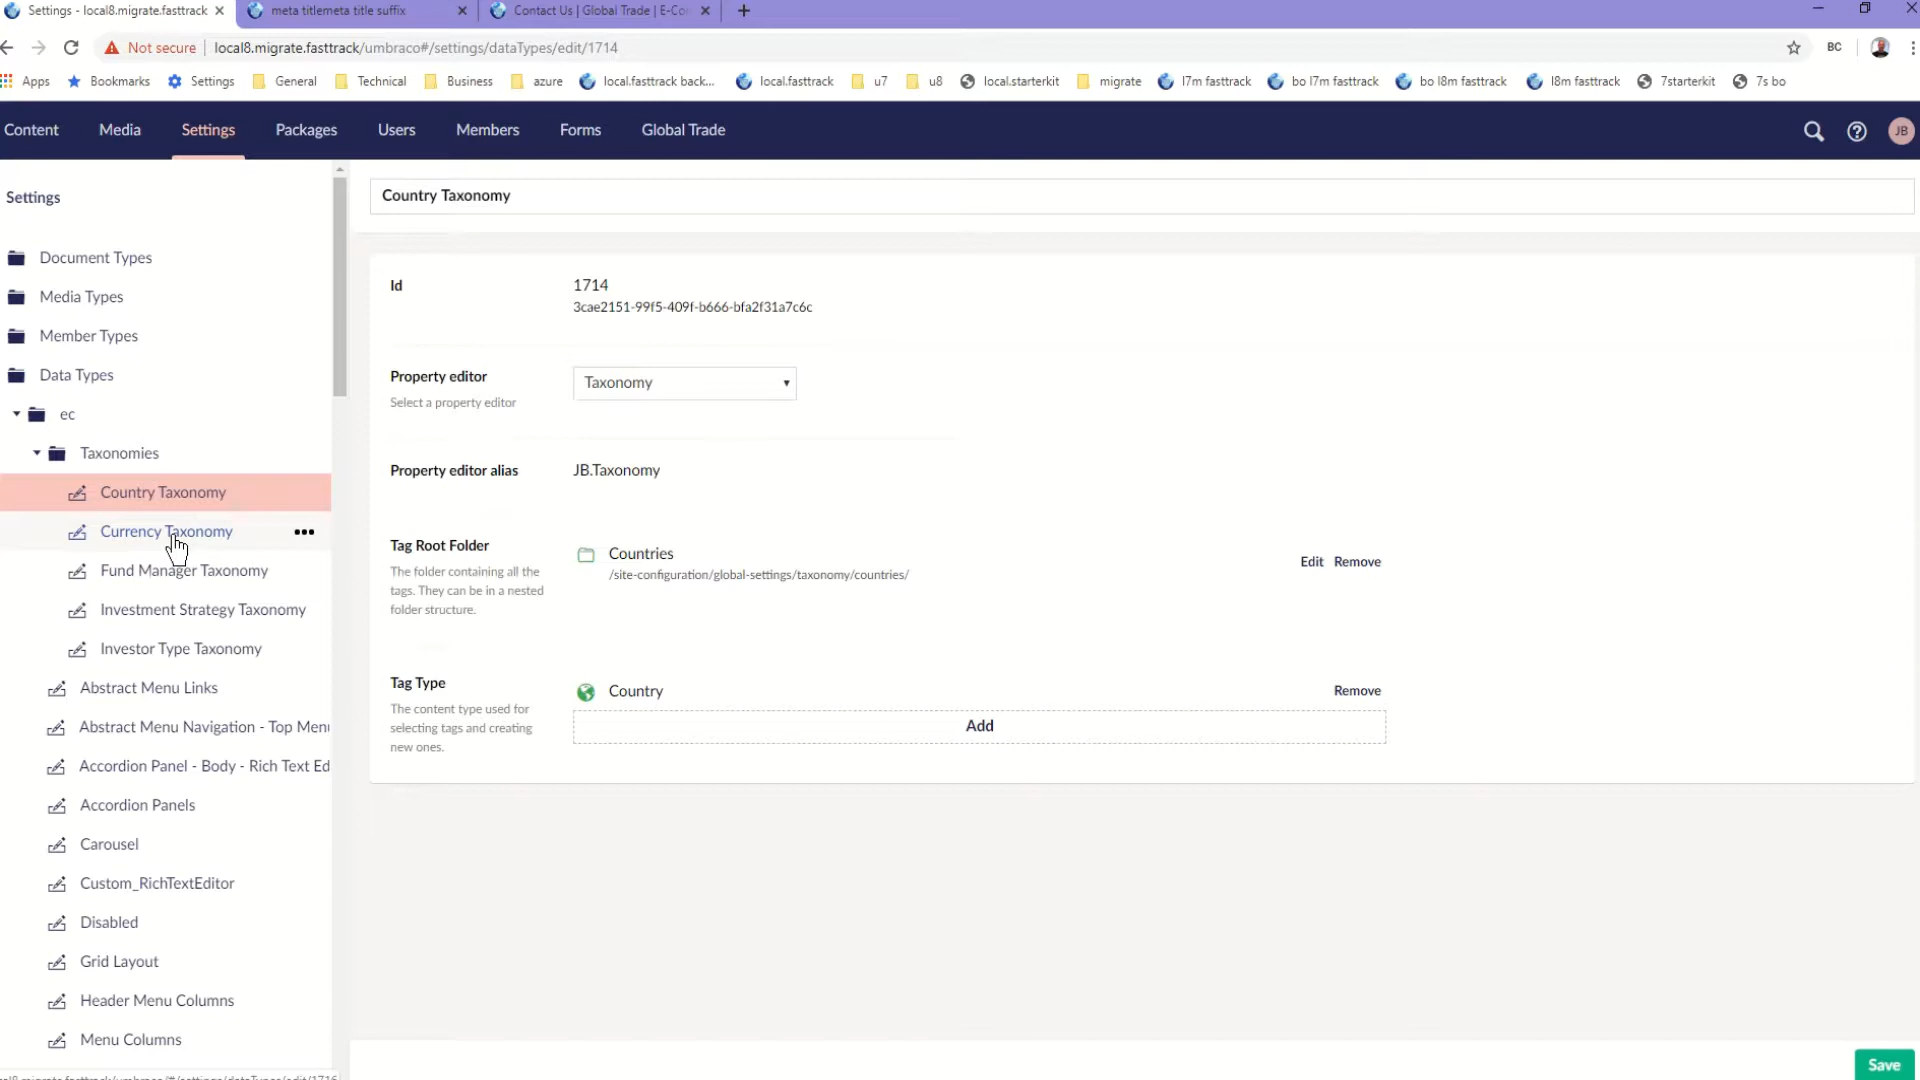 Settings - local8.migrate.fasttrack
meta titlemeta title suffix
Contact Us | Global Trade | E-Co
Not secure
local8.migrate.fasttrack/umbraco#/settings/dataTypes/edit/1714
BC
Apps
Bookmarks
Settings
General
Technical
Business
azure
local.fasttrack back...
local.fasttrack
u7
u8
local.starterkit
migrate
l7m fasttrack
bo l7m fasttrack
bo l8m fasttrack
l8m fasttrack
7starterkit
7s bo
Content
Media
Settings
Packages
Users
Members
Forms
Global Trade
JB
Settings
Document Types
Media Types
Member Types
Data Types
ec
Taxonomies
Country Taxonomy
Currency Taxonomy
Fund Manager Taxonomy
Investment Strategy Taxonomy
Investor Type Taxonomy
Abstract Menu Links
Abstract Menu Navigation - Top Menu
Accordion Panel - Body - Rich Text Ed
Accordion Panels
Carousel
Custom_RichTextEditor
Disabled
Grid Layout
Header Menu Columns
Menu Columns
Country Taxonomy
Id
1714
3cae2151-99f5-409f-b666-bfa2f31a7c6c
Property editor
Select a property editor
Taxonomy
Property editor alias
JB.Taxonomy
Tag Root Folder
The folder containing all the
tags. They can be in a nested
folder structure.
Countries
/site-configuration/global-settings/taxonomy/countries/
Edit
Remove
Tag Type
The content type used for
selecting tags and creating
new ones.
Country
Remove
Add
Save